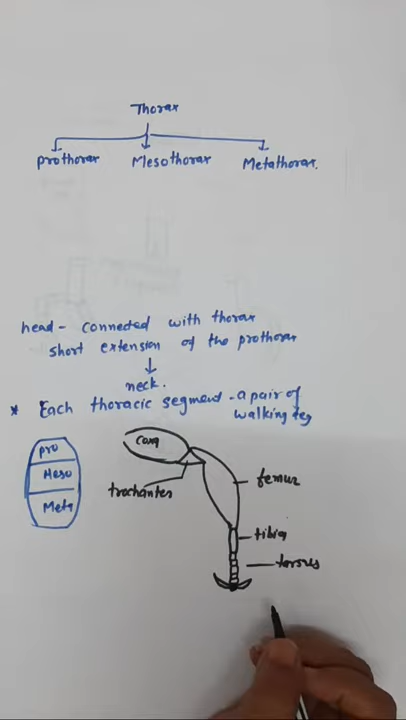 Thorax
Prothorax Mesothorax Metathorax.
head - connected with thorax
short extension of the prothorax
neck.
* Each thoracic segment - a pair of
walking leg
pro
Meso
Meta
Coxa
trochanter
femur
tibia
tarsus